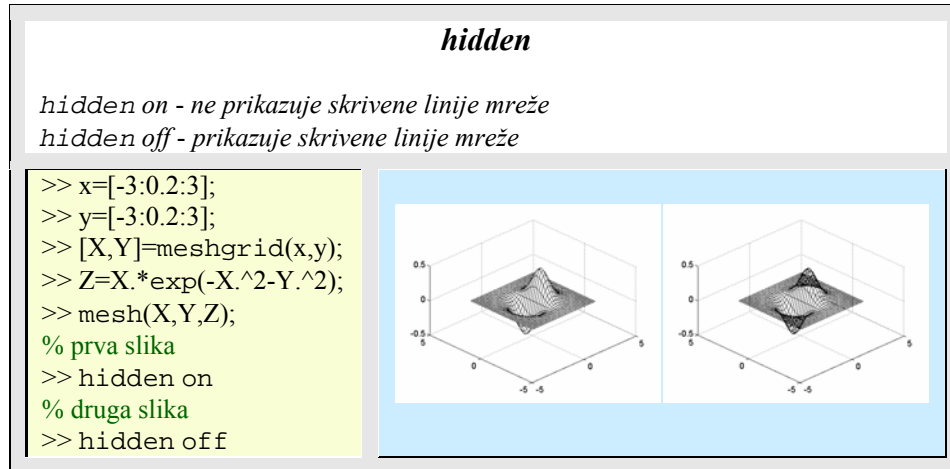 hidden
hidden on - ne prikazuje skrivene linije mreže
hidden off - prikazuje skrivene linije mreže
>> x=[-3:0.2:3];
>> y=[-3:0.2:3];
>> [X,Y]=meshgrid(x,y);
>> Z=X.*exp(-X.^2-Y.^2);
>> mesh(X,Y,Z);
% prva slika
>> hidden on
% druga slika
>> hidden off
0.5
0
-0.5
5
0
-5
-5
0
5
0.5
0
-0.5
5
0
-5
-5
0
5